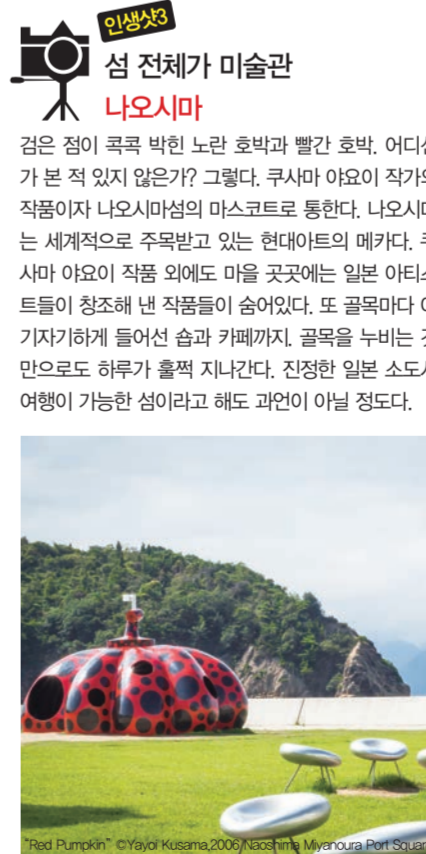 인생샷3
섬 전체가 미술관
나오시마
검은 점이 콕콕 박힌 노란 호박과 빨간 호박. 어디선
가 본 적 있지 않은가? 그렇다. 쿠사마 야요이 작가의
작품이자 나오시마섬의 마스코트로 통한다. 나오시마
는 세계적으로 주목받고 있는 현대아트의 메카다. 쿠
사마 야요이 작품 외에도 마을 곳곳에는 일본 아티스
트들이 창조해 낸 작품들이 숨어있다. 또 골목마다 아
기자기하게 들어선 숍과 카페까지. 골목을 누비는 것
만으로도 하루가 훌쩍 지나간다. 진정한 일본 소도시
여행이 가능한 섬이라고 해도 과언이 아닐 정도다.
“Red Pumpkin” ©Yayoi Kusama,2006 Naoshima Miyanoura Port Square